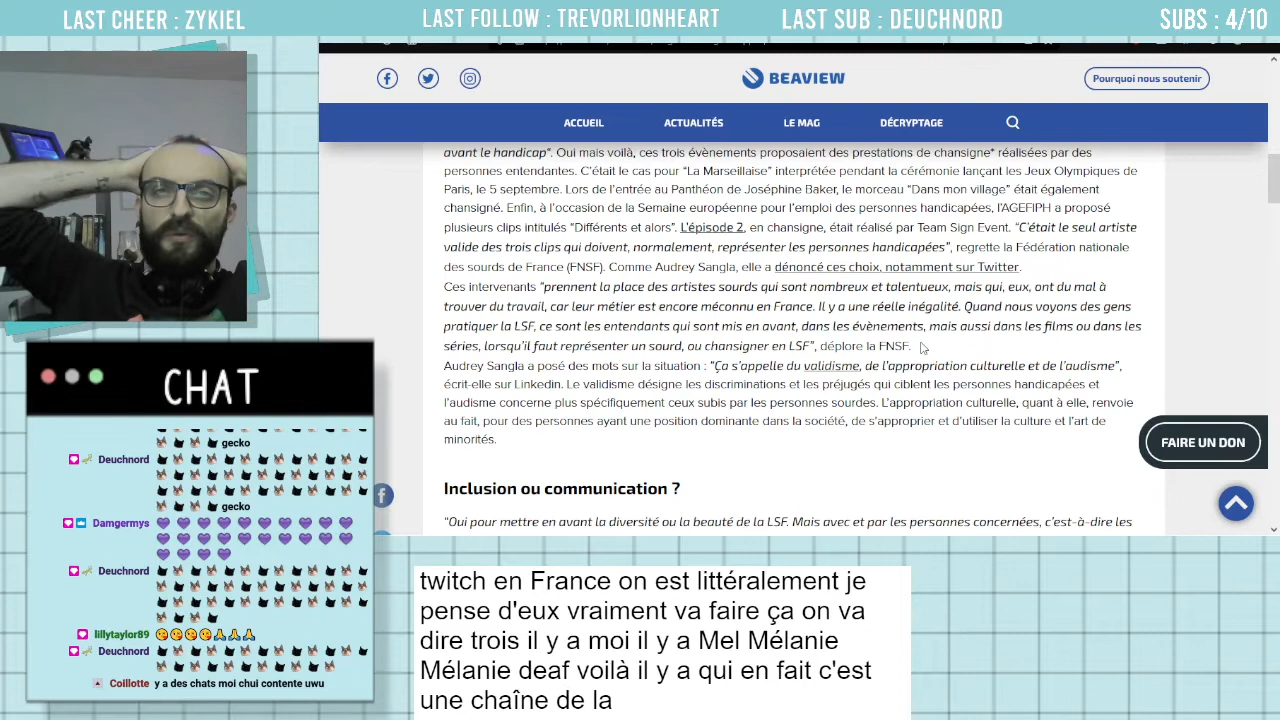 LAST CHEER : ZYKIEL
LAST FOLLOW : TREVORLIONHEART
LAST SUB : DEUCHNORD
SUBS : 4/10
BEAVIEW
Pourquoi nous soutenir
ACCUEIL
ACTUALITÉS
LE MAG
DÉCRYPTAGE
avant le handicap“. Oui mais voilà, ces trois évènements proposaient des prestations de chansigne* réalisées par des
personnes entendantes. C’était le cas pour “La Marseillaise” interprétée pendant la cérémonie lançant les Jeux Olympiques de
Paris, le 5 septembre. Lors de l’entrée au Panthéon de Joséphine Baker, le morceau “Dans mon village” était également
chansigné. Enfin, à l’occasion de la Semaine européenne pour l’emploi des personnes handicapées, l’AGEFIPH a proposé
plusieurs clips intitulés “Différents et alors”. L’épisode 2, en chansigne, était réalisé par Team Sign Event. “C’était le seul artiste
valide des trois clips qui doivent, normalement, représenter les personnes handicapées”, regrette la Fédération nationale
des sourds de France (FNSF). Comme Audrey Sangla, elle a dénoncé ces choix, notamment sur Twitter.
Ces intervenants “prennent la place des artistes sourds qui sont nombreux et talentueux, mais qui, eux, ont du mal à
trouver du travail, car leur métier est encore méconnu en France. Il y a une réelle inégalité. Quand nous voyons des gens
pratiquer la LSF, ce sont les entendants qui sont mis en avant, dans les évènements, mais aussi dans les films ou dans les
séries, lorsqu’il faut représenter un sourd, ou chansigner en LSF”, déplore la FNSF.
Audrey Sangla a posé des mots sur la situation : “Ça s’appelle du validisme, de l’appropriation culturelle et de l’audisme”,
écrit-elle sur Linkedin. Le validisme désigne les discriminations et les préjugés qui ciblent les personnes handicapées et
l’audisme concerne plus spécifiquement ceux subis par les personnes sourdes. L’appropriation culturelle, quant à elle, renvoie
au fait, pour des personnes ayant une position dominante dans la société, de s’approprier et d’utiliser la culture et l’art de
minorités.
FAIRE UN DON
Inclusion ou communication ?
“Oui pour mettre en avant la diversité ou la beauté de la LSF. Mais avec et par les personnes concernées, c’est-à dire les
CHAT
gecko
Deuchnord
gecko
Damgermys
Deuchnord
lillytaylor89
Deuchnord
Coillotte y a des chats moi chui contente uwu
twitch en France on est littéralement je
pense d'eux vraiment va faire ça on va
dire trois il y a moi il y a Mel Mélanie
Mélanie deaf voilà il y a qui en fait c'est
une chaîne de la